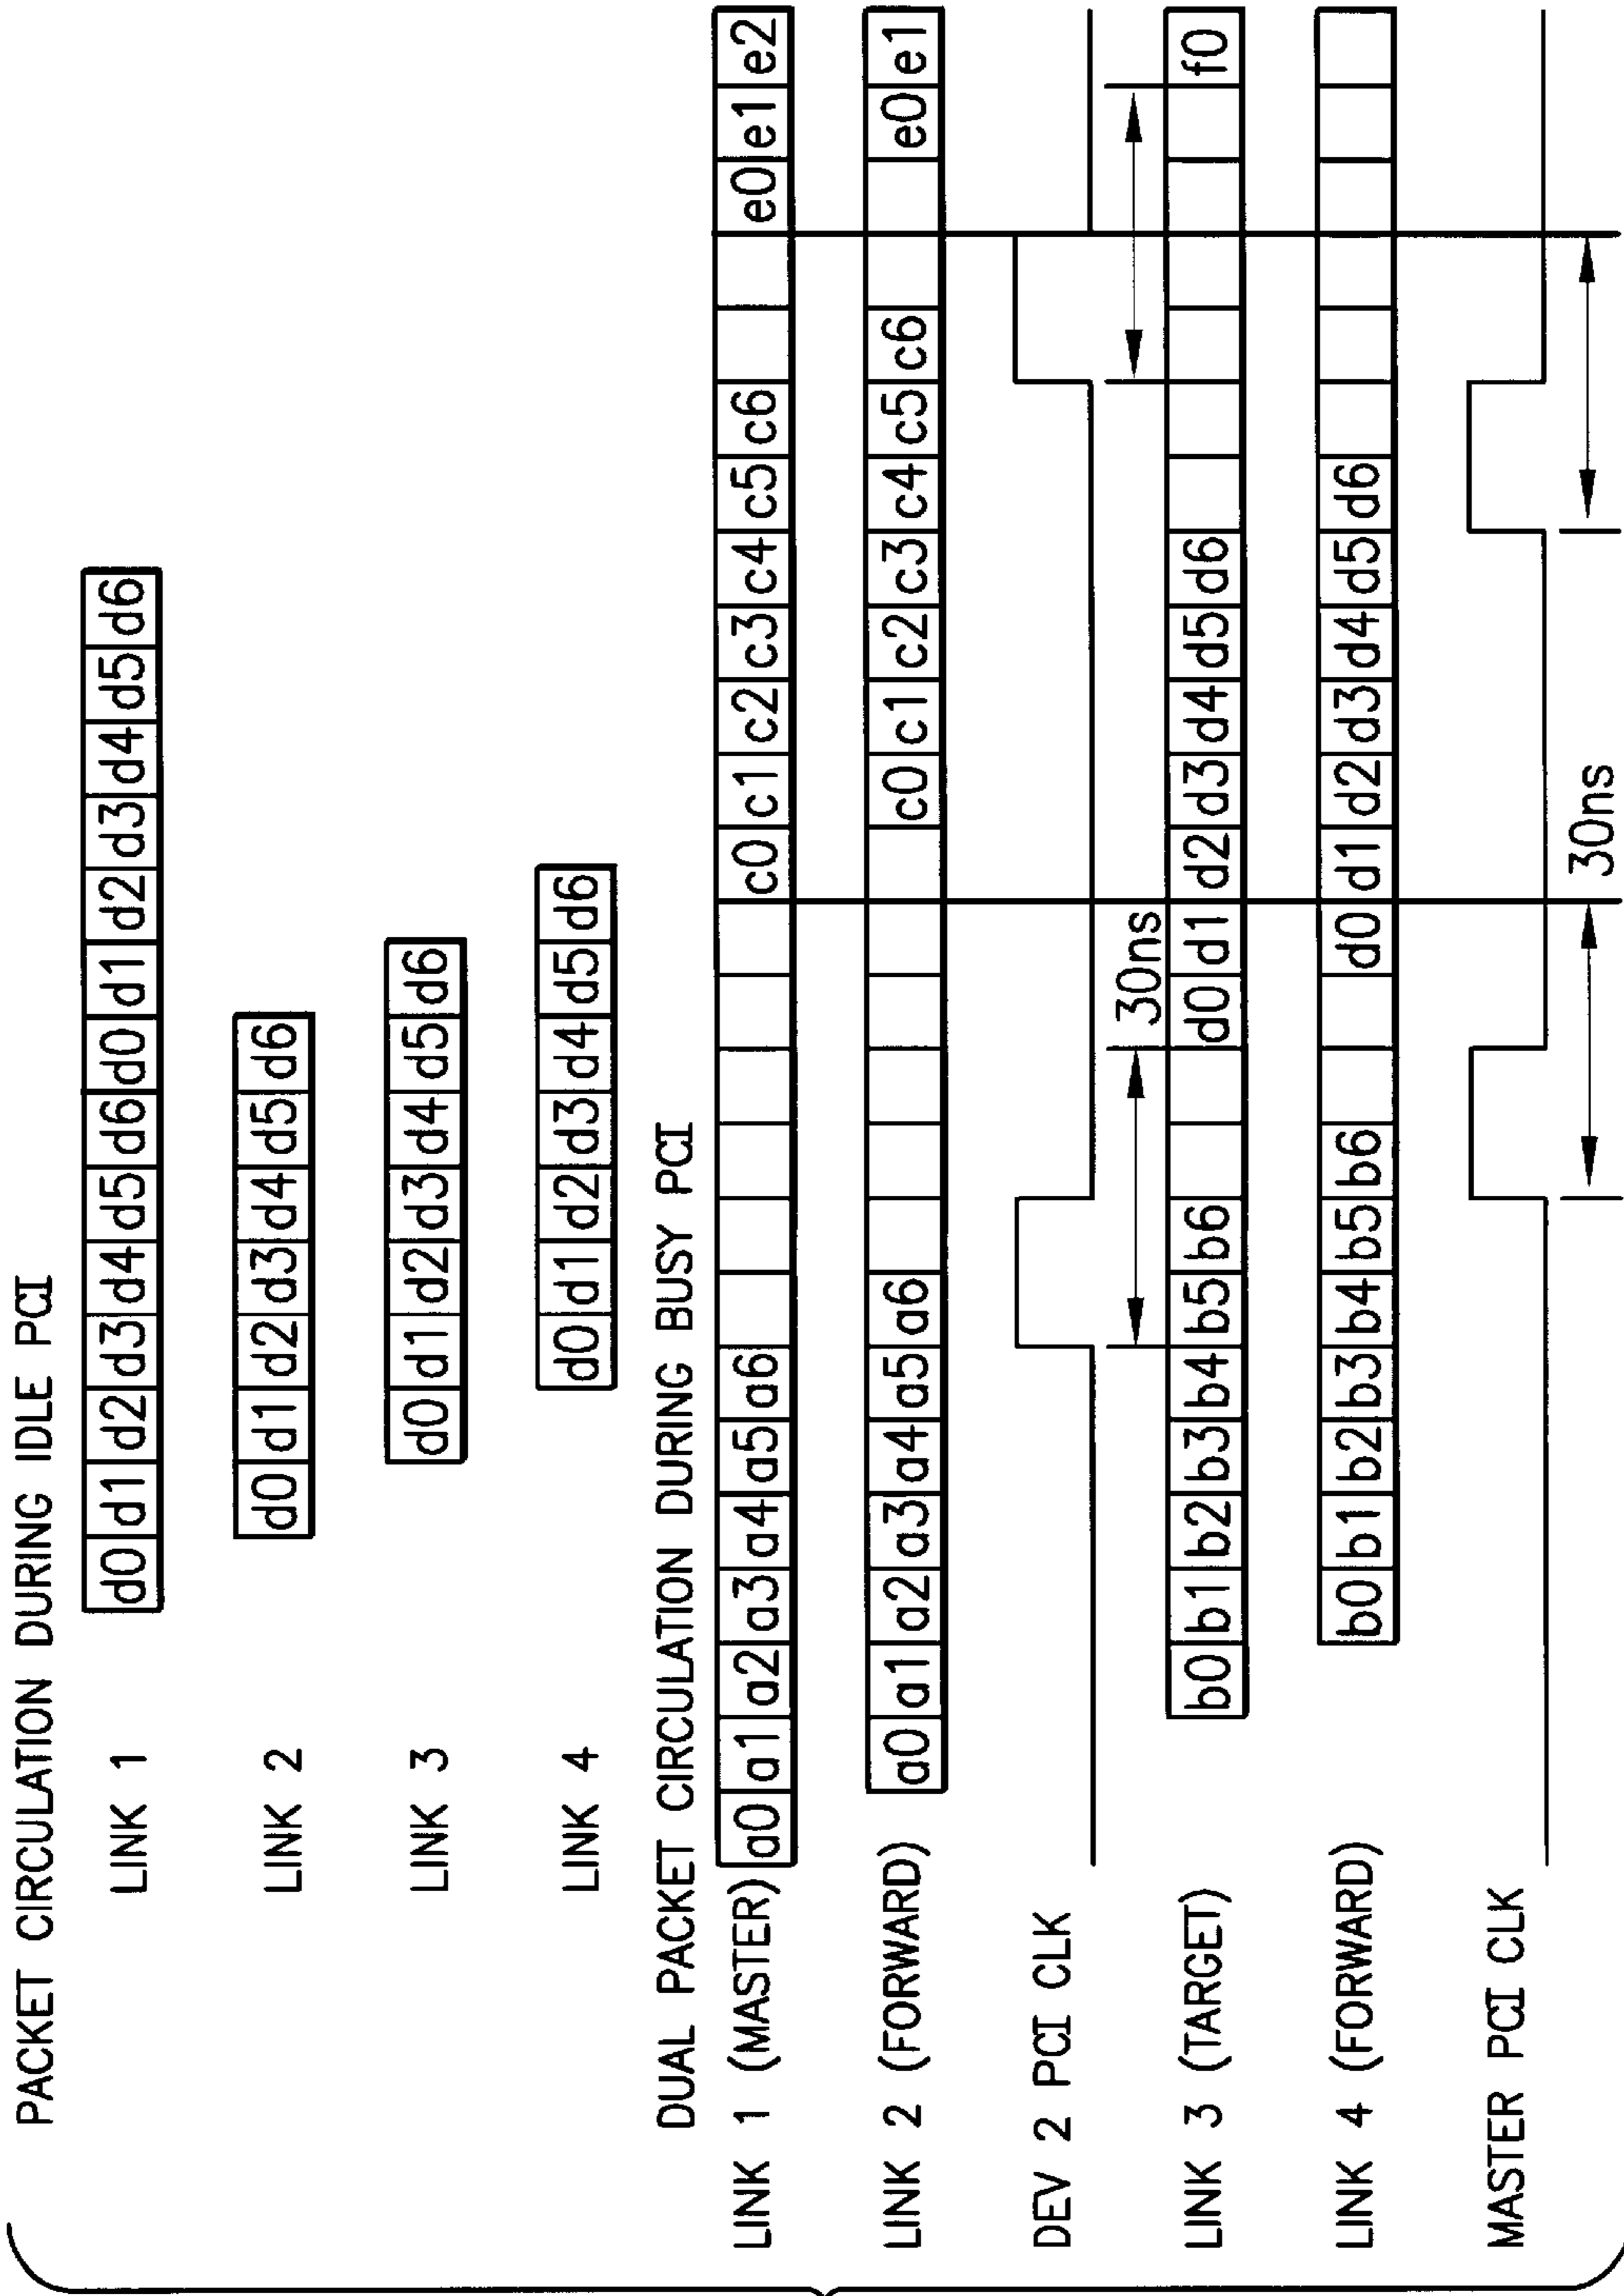 PACKET CIRCULATION DURING IDLE PCI
LINK 1 d0 d1 d2 d3 d4 d5 d6 d0 d1 d2 d3 d4 d5 d6
LINK 2 d0 d1 d2 d3 d4 d5 d6
LINK 3 d0 d1 d2 d3 d4 d5 d6
LINK 4 d0 d1 d2 d3 d4 d5 d6
DUAL PACKET CIRCULATION DURING BUSY PCI
LINK 1 (MASTER) a0 a1 a2 a3 a4 a5 a6 c0 c1 c2 c3 c4 c5 c6 e0 e1 e2
LINK 2 (FORWARD) a0 a1 a2 a3 a4 a5 a6 c0 c1 c2 c3 c4 c5 c6 e0 e1
DEV 2 PCI CLK
30ns
LINK 3 (TARGET) b0 b1 b2 b3 b4 b5 b6 d0 d1 d2 d3 d4 d5 d6 f0
LINK 4 (FORWARD) b0 b1 b2 b3 b4 b5 b6 d0 d1 d2 d3 d4 d5 d6
MASTER PCI CLK
30ns